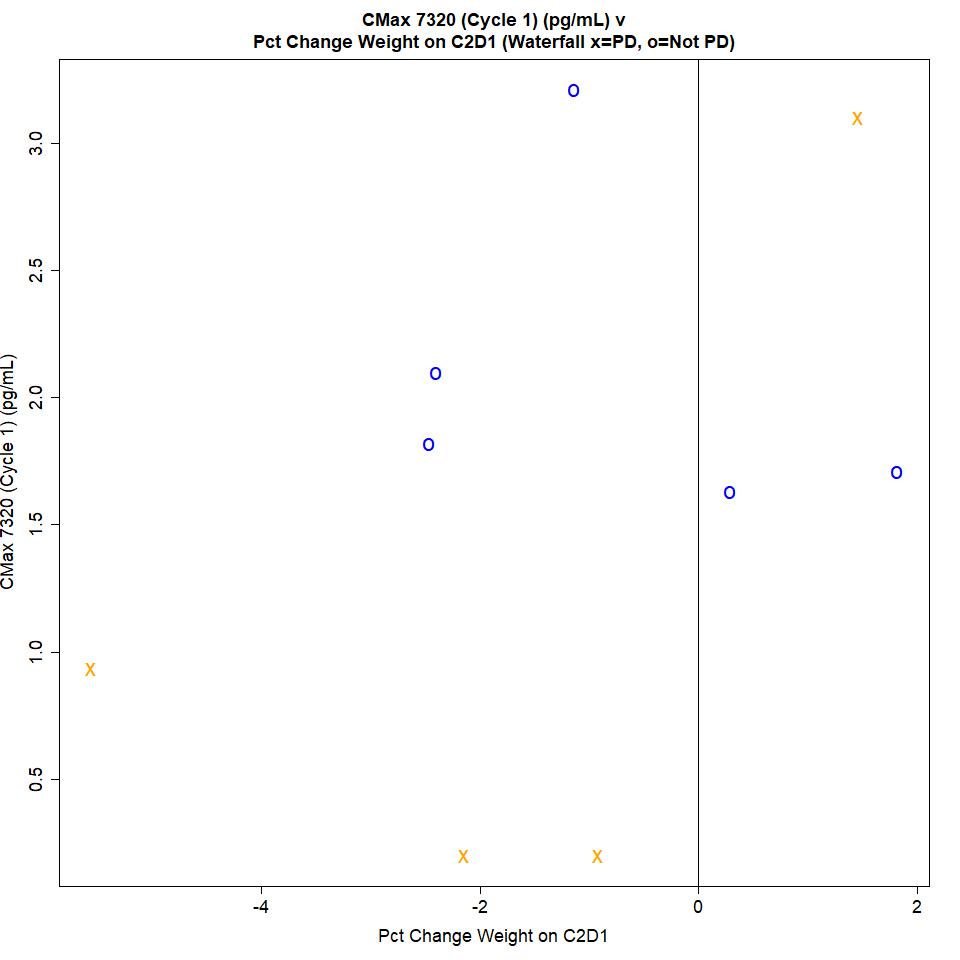 CMax 7320 (Cycle 1) (pg/mL) v
Pct Change Weight on C2D1 (Waterfall x=PD, o=Not PD)
CMax 7320 (Cycle 1) (pg/mL)
3.0
2.5
2.0
1.5
1.0
0.5
O
X
O
O
O
O
X
X
X
-4
-2
0
2
Pct Change Weight on C2D1